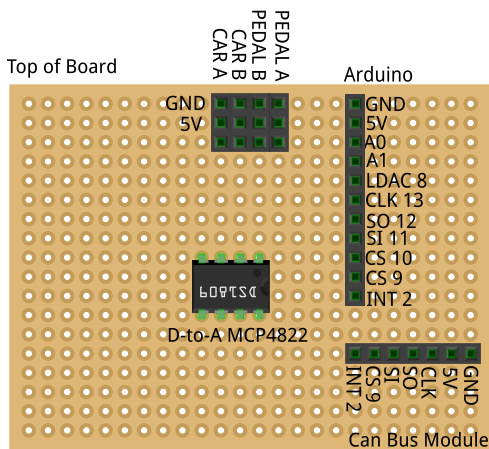 PEDAL A
PEDAL B
CAR B
CAR A
Top of Board
Arduino
GND
5V
GND
5V
A0
A1
LDAC 8
CLK 13
SO 12
SI 11
CS 10
CS 9
INT 2
DS1809
D-to-A MCP4822
INT 2
CS 9
SI
SO
CLK
5V
GND
Can Bus Module